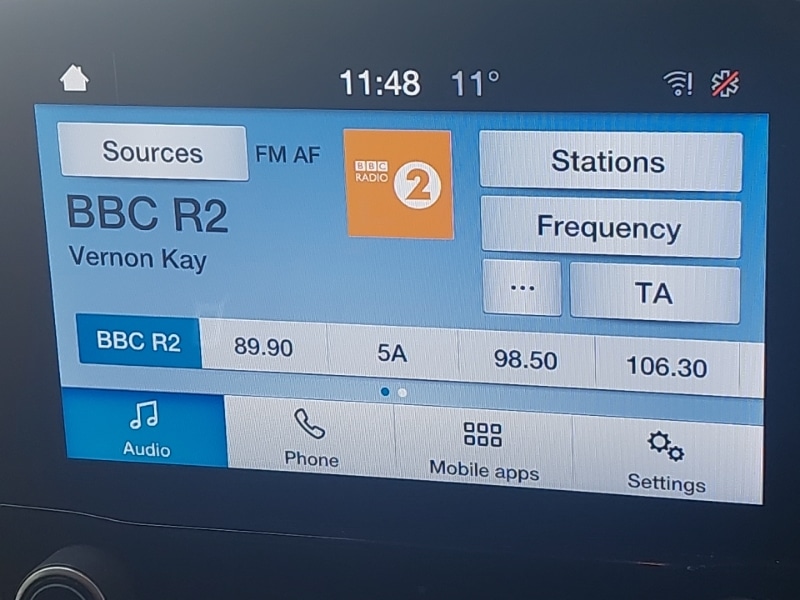 11:48 11°
Sources FM AF
BBC RADIO 2
Stations
BBC R2
Frequency
Vernon Kay
... TA
BBC R2 89.90 5A 98.50 106.30
Audio Phone Mobile apps Settings